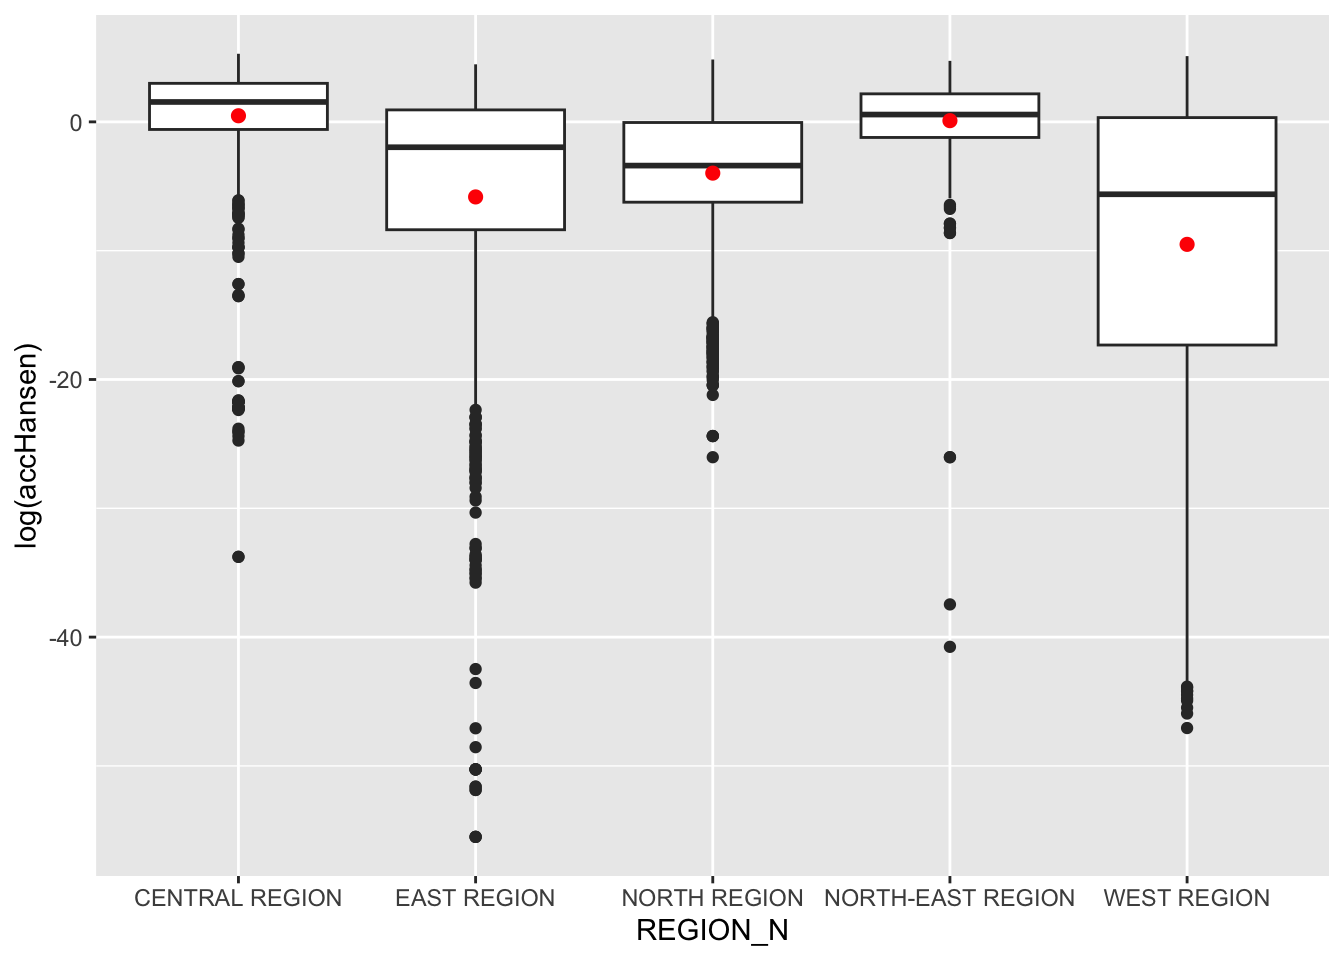 0
-20
-40
log(accHansen)
CENTRAL REGION EAST REGION NORTH REGION NORTH-EAST REGION WEST REGION
REGION_N